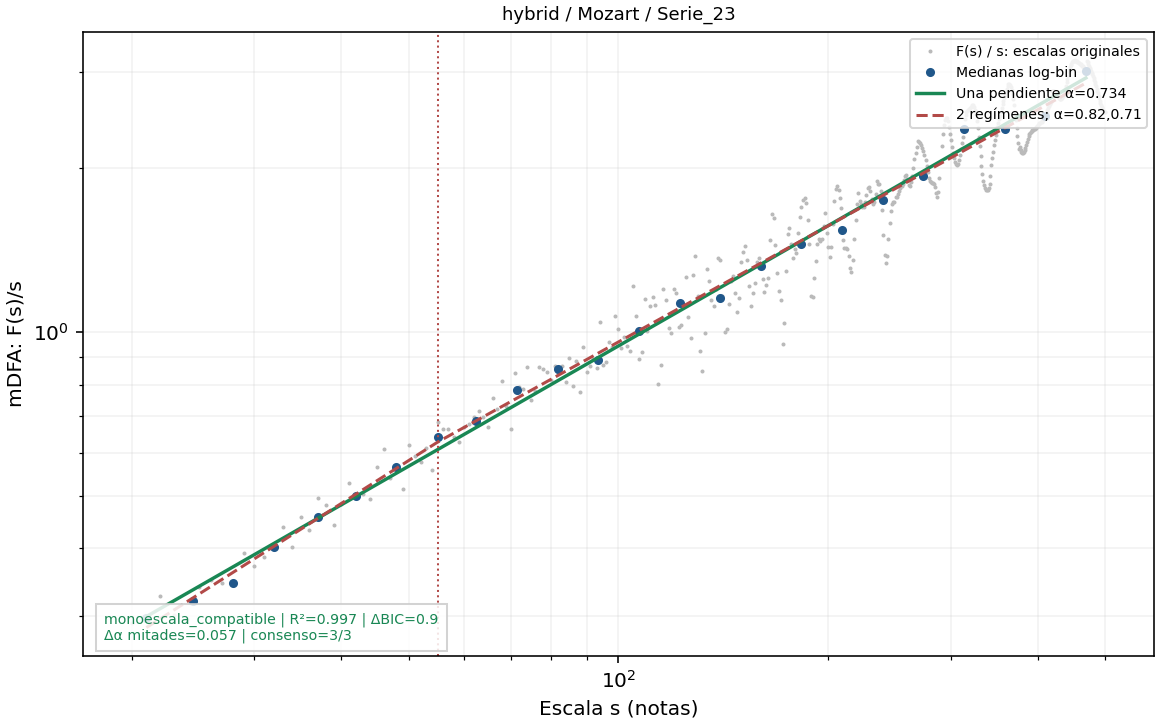 hybrid / Mozart / Serie_23
F(s) / s: escalas originales
Medianas log-bin
Una pendiente α=0.734
2 regímenes; α=0.82,0.71
mDFA: F(s)/s
10⁰
monoescala_compatible | R²=0.997 | ΔBIC=0.9
Δα mitades=0.057 | consenso=3/3
10²
Escala s (notas)